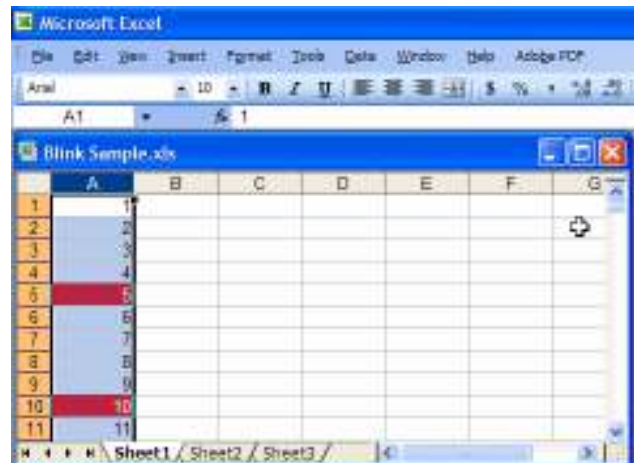 Microsoft Excel
File Edit View Insert Format Tools Data Window Help Adobe PDF
Arial 10 B I U $ % ,
A1 fx 1
Blink Sample.xls
A B C D E F G
1 1
2 2
3 3
4 4
5 5
6 6
7 7
8 8
9 9
10 10
11 11
Sheet1 / Sheet2 / Sheet3 /